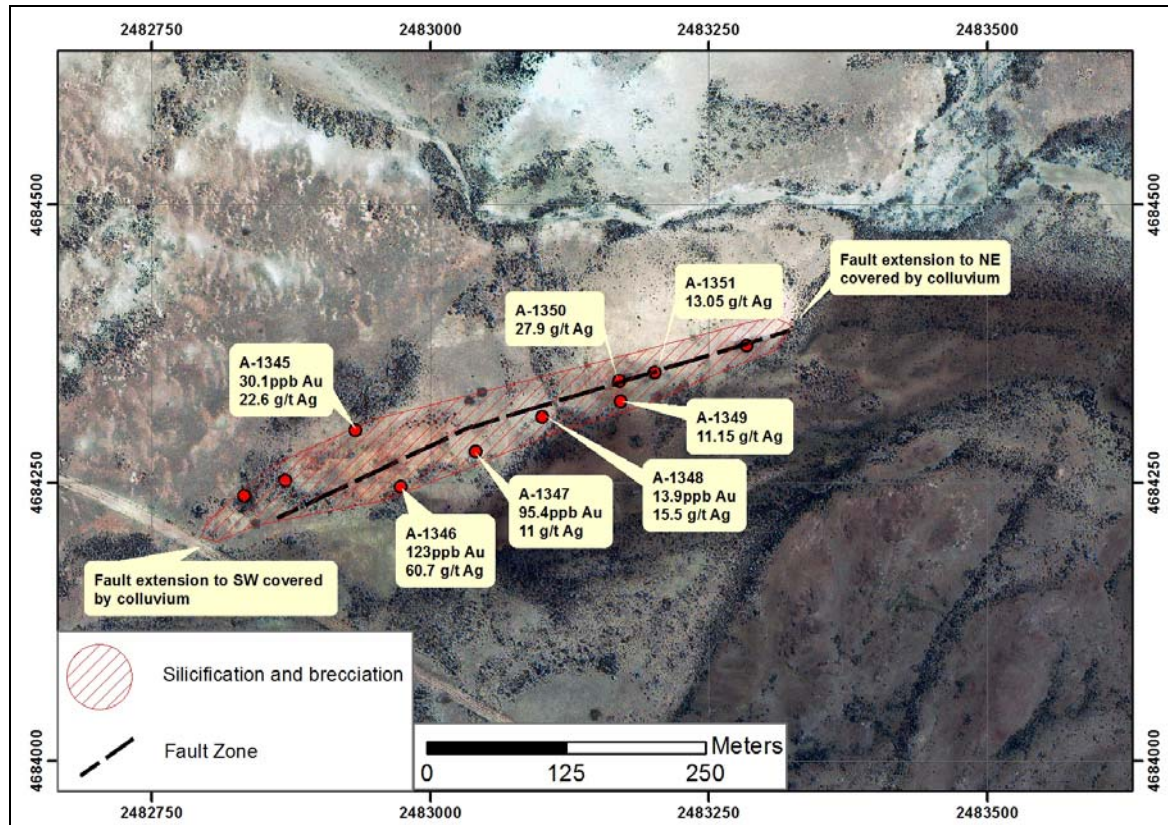 2482750
2483000
2483250
2483500
4684500
4684500
Fault extension to NE
covered by colluvium
A-1351
13.05 g/t Ag
A-1350
27.9 g/t Ag
A-1345
30.1ppb Au
22.6 g/t Ag
A-1349
11.15 g/t Ag
4684250
4684250
A-1348
13.9ppb Au
15.5 g/t Ag
A-1347
95.4ppb Au
11 g/t Ag
A-1346
123ppb Au
60.7 g/t Ag
Fault extension to SW covered
by colluvium
Silicification and brecciation
Fault Zone
Meters
0
125
250
4684000
4684000
2482750
2483000
2483250
2483500